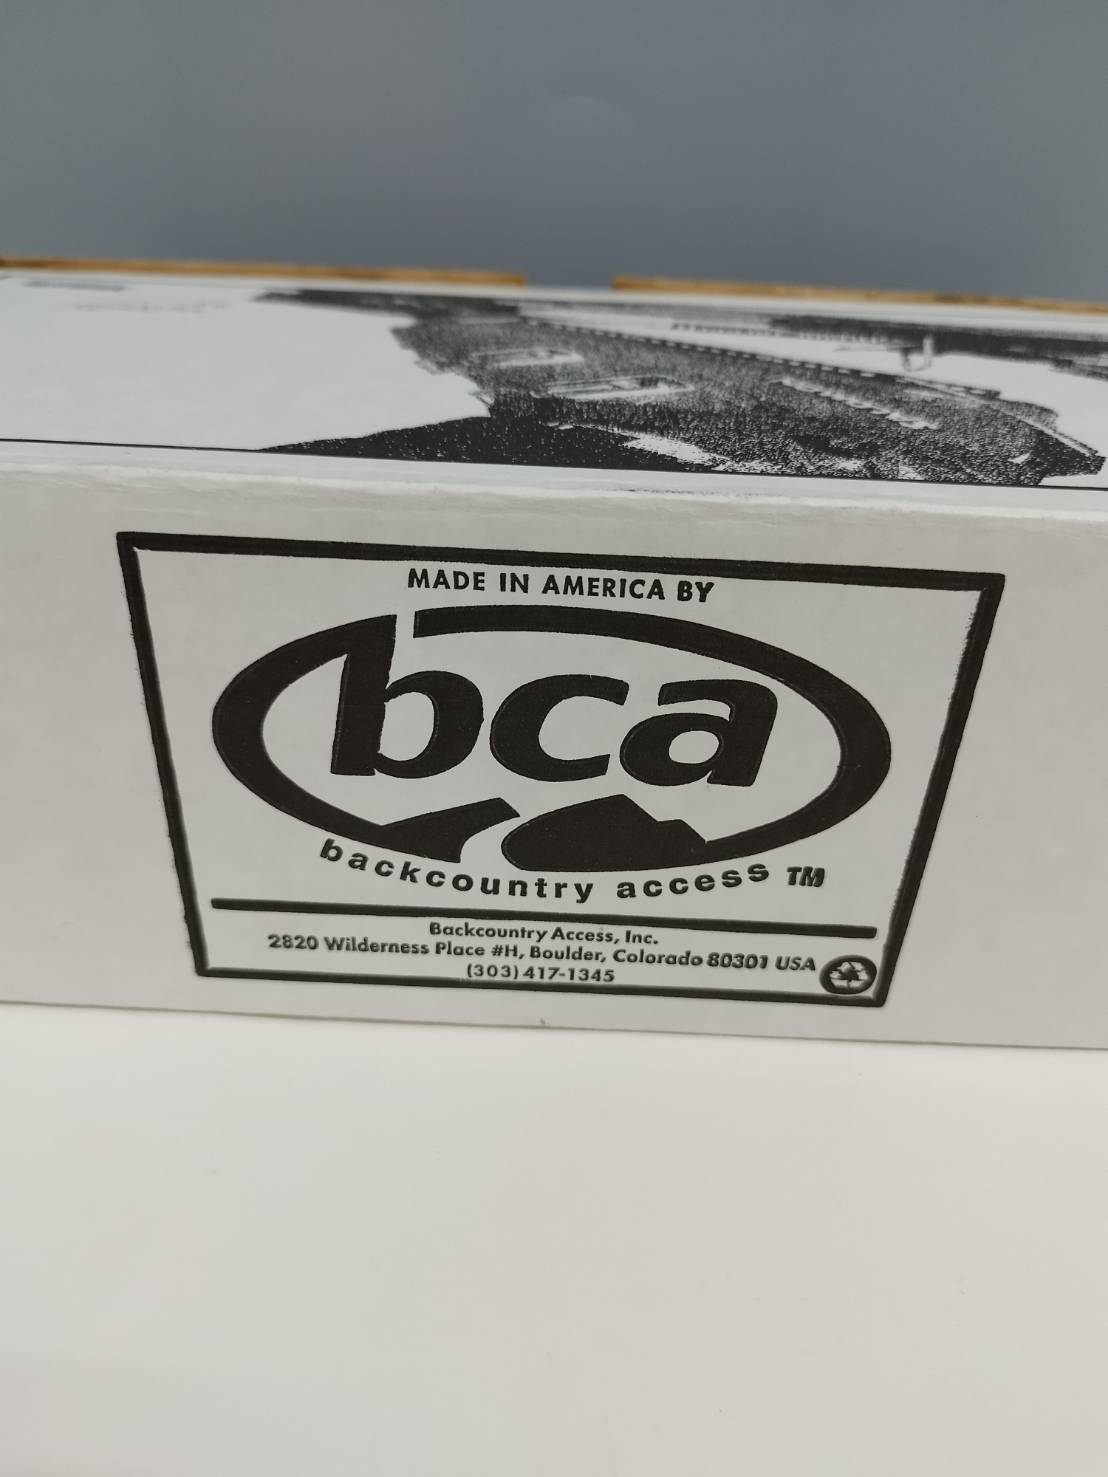 MADE IN AMERICA BY
bca
backcountry access TM
Backcountry Access, Inc.
2820 Wilderness Place #H, Boulder, Colorado 80301 USA
(303) 417-1345